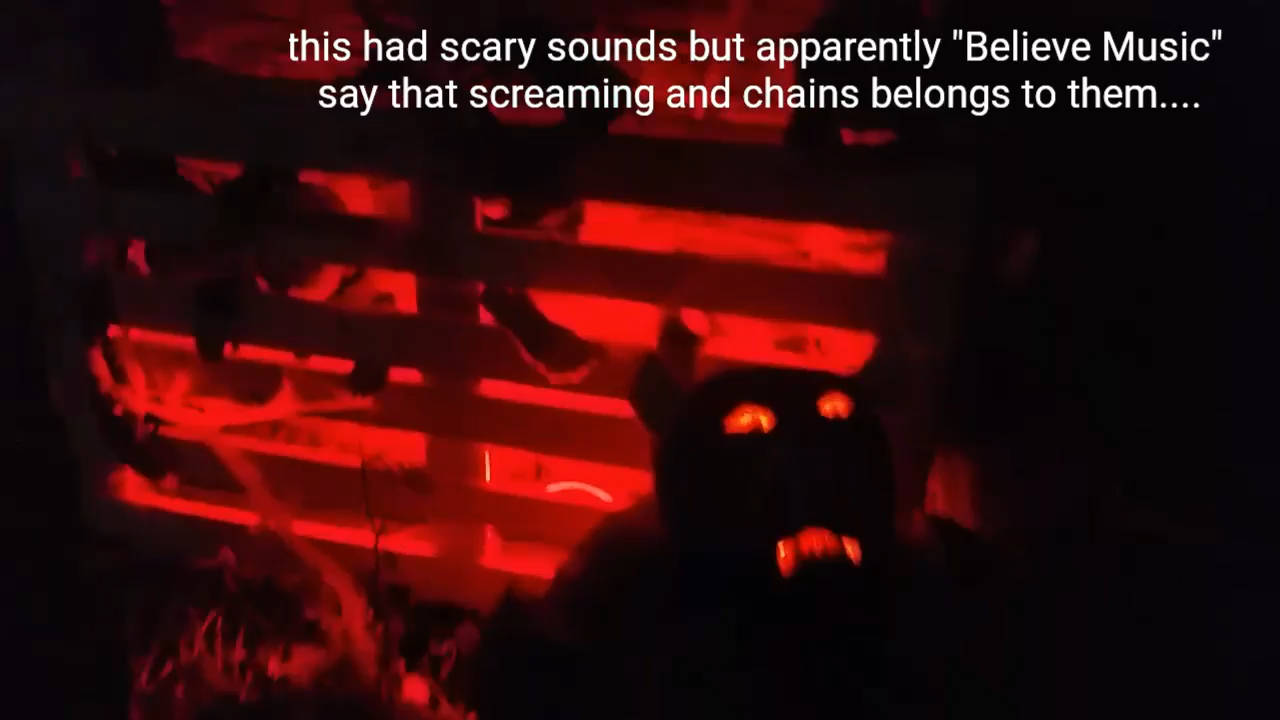 this had scary sounds but apparently "Believe Music"
say that screaming and chains belongs to them....